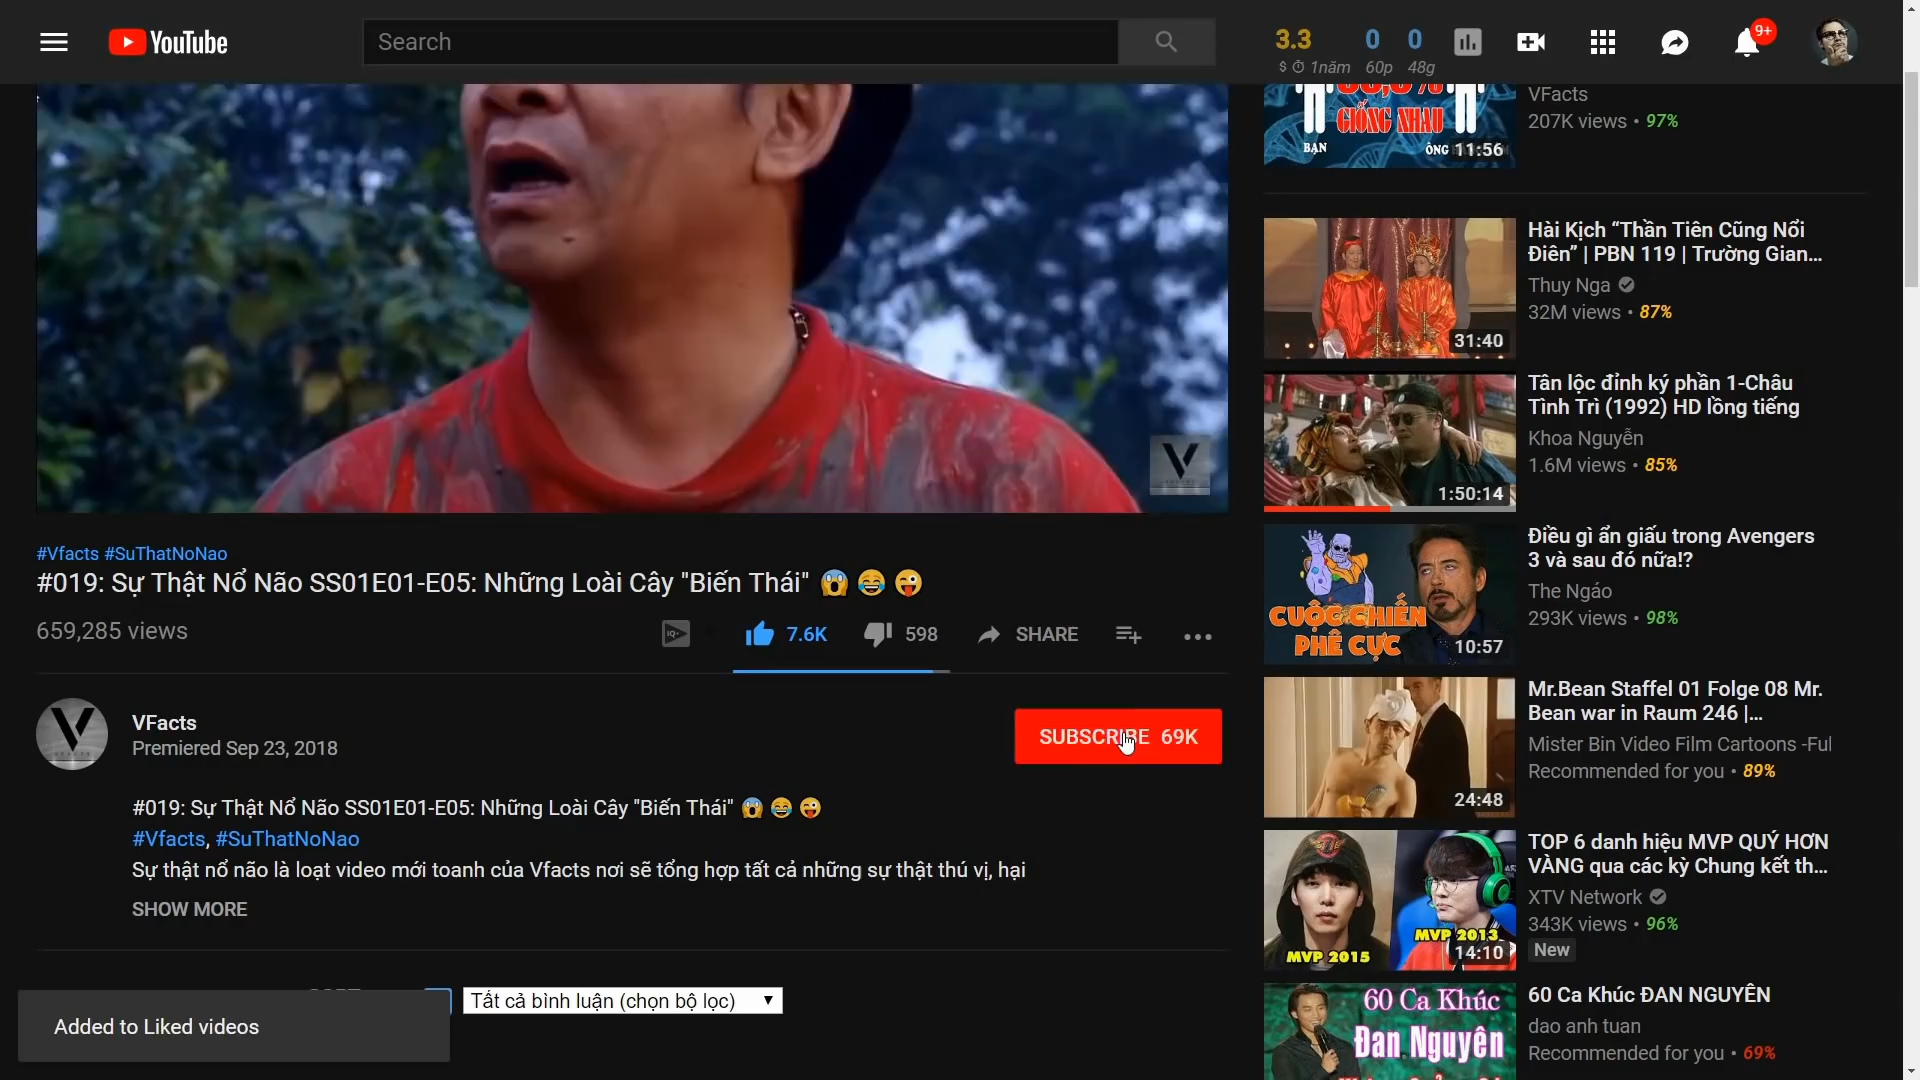 YouTube
Search
3.3
0
0
1năm
60p
48g
9+
GIỐNG NHAU
BẠN
ÔNG
11:56
VFacts
207K views • 97%
Hài Kịch “Thần Tiên Cũng Nổi
Điên” | PBN 119 | Trường Gian...
Thuy Nga
32M views • 87%
31:40
Tân lộc đỉnh ký phần 1-Châu
Tinh Trì (1992) HD lồng tiếng
Khoa Nguyễn
1.6M views • 85%
1:50:14
Điều gì ẩn giấu trong Avengers
3 và sau đó nữa!?
The Ngáo
293K views • 98%
CUỘC CHIẾN
PHÊ CỰC
10:57
Mr.Bean Staffel 01 Folge 08 Mr.
Bean war in Raum 246 |...
Mister Bin Video Film Cartoons -Ful
Recommended for you • 89%
24:48
TOP 6 danh hiệu MVP QUÝ HƠN
VÀNG qua các kỳ Chung kết th...
XTV Network
343K views • 96%
New
MVP 2015
MVP 2013
14:10
60 Ca Khúc ĐAN NGUYÊN
dao anh tuan
Recommended for you • 69%
60 Ca Khúc
Đan Nguyên
V
#Vfacts #SuThatNoNao
#019: Sự Thật Nổ Não SS01E01-E05: Những Loài Cây "Biến Thái" 😱 😂 😜
659,285 views
IQ
7.6K
598
SHARE
V
VFacts
Premiered Sep 23, 2018
SUBSCRIBE 69K
#019: Sự Thật Nổ Não SS01E01-E05: Những Loài Cây "Biến Thái" 😱 😂 😜
#Vfacts, #SuThatNoNao
Sự thật nổ não là loạt video mới toanh của Vfacts nơi sẽ tổng hợp tất cả những sự thật thú vị, hại
SHOW MORE
Tất cả bình luận (chọn bộ lọc)
Added to Liked videos